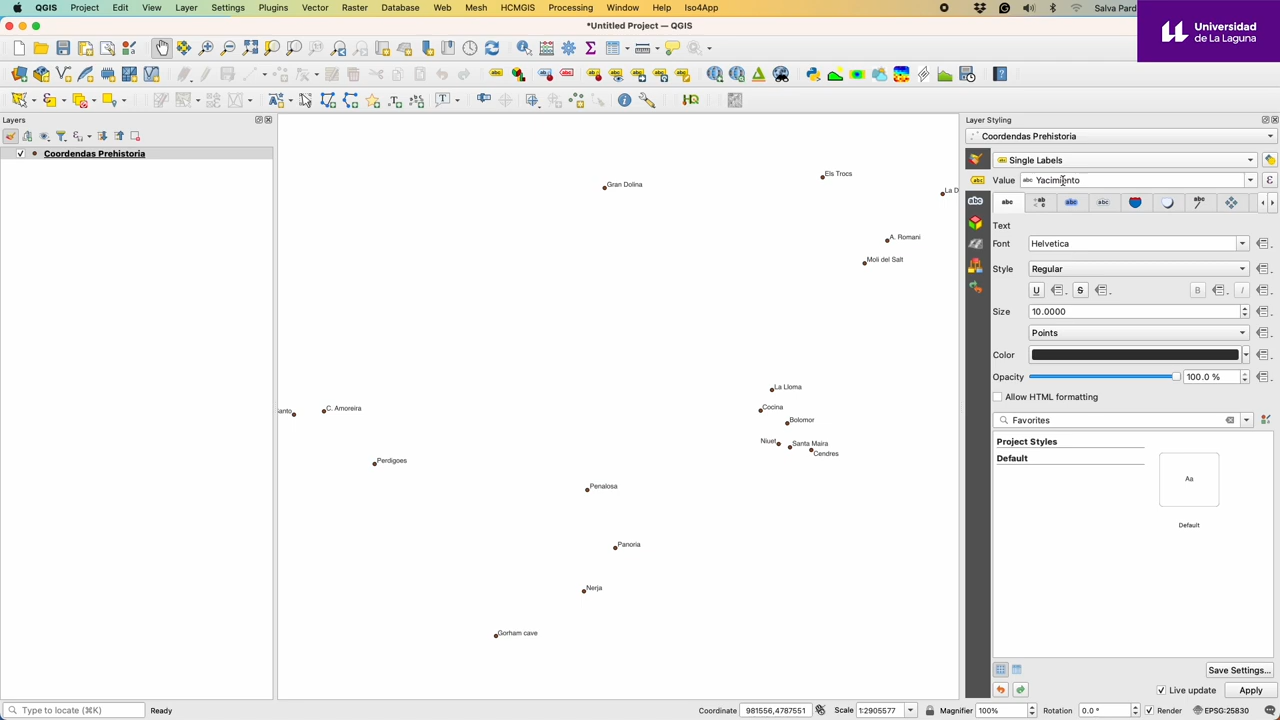 QGIS Project Edit View Layer Settings Plugins Vector Raster Database Web Mesh HCMGIS Processing Window Help Iso4App Salva Pard
*Untitled Project — QGIS
Universidad
de La Laguna
Layers
Coordendas Prehistoria
Gran Dolina
Els Trocs
La D
A. Romani
Moli del Salt
La Lloma
Cocina
Bolomor
Niuet
Santa Maira
Cendres
anto
C. Amoreira
Perdigoes
Penalosa
Panoria
Nerja
Gorham cave
Layer Styling
Coordendas Prehistoria
Single Labels
Value abc Yacimiento
Text
Font Helvetica
Style Regular
U S B I
Size 10.0000
Points
Color
Opacity 100.0 %
Allow HTML formatting
Favorites
Project Styles
Default
Aa
Default
Save Settings...
Live update Apply
Type to locate (⌘K) Ready Coordinate 981556,4787551 Scale 1:2905577 Magnifier 100% Rotation 0.0 ° Render EPSG:25830